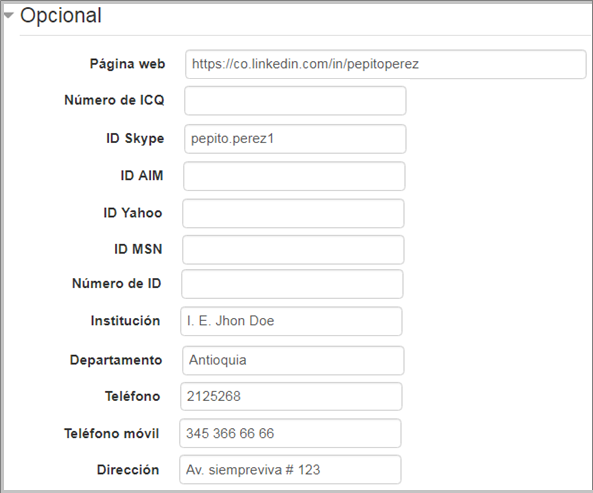 Opcional
Página web https://co.linkedin.com/in/pepitoperez
Número de ICQ
ID Skype pepito.perez1
ID AIM
ID Yahoo
ID MSN
Número de ID
Institución I. E. Jhon Doe
Departamento Antioquia
Teléfono 2125268
Teléfono móvil 345 366 66 66
Dirección Av. siempreviva # 123